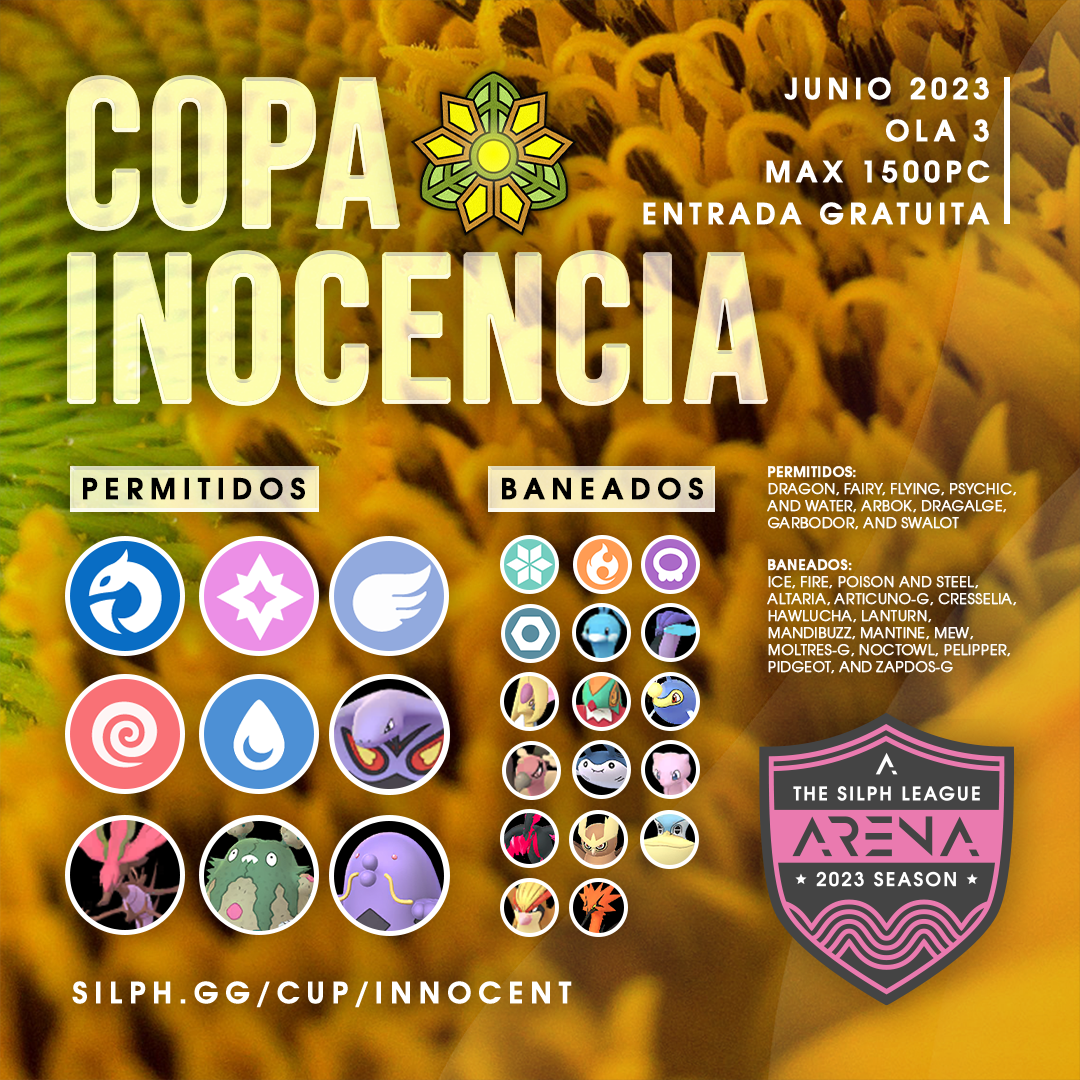 COPA
INOCENCIA
JUNIO 2023
OLA 3
MAX 1500PC
ENTRADA GRATUITA
PERMITIDOS
BANEADOS
PERMITIDOS:
DRAGON, FAIRY, FLYING, PSYCHIC,
AND WATER, ARBOK, DRAGALGE,
GARBODOR, AND SWALOT
BANEADOS:
ICE, FIRE, POISON AND STEEL,
ALTARIA, ARTICUNO-G, CRESSELIA,
HAWLUCHA, LANTURN,
MANDIBUZZ, MANTINE, MEW,
MOLTRES-G, NOCTOWL, PELIPPER,
PIDGEOT, AND ZAPDOS-G
THE SILPH LEAGUE
ARENA
★ 2023 SEASON ★
SILPH.GG/CUP/INNOCENT